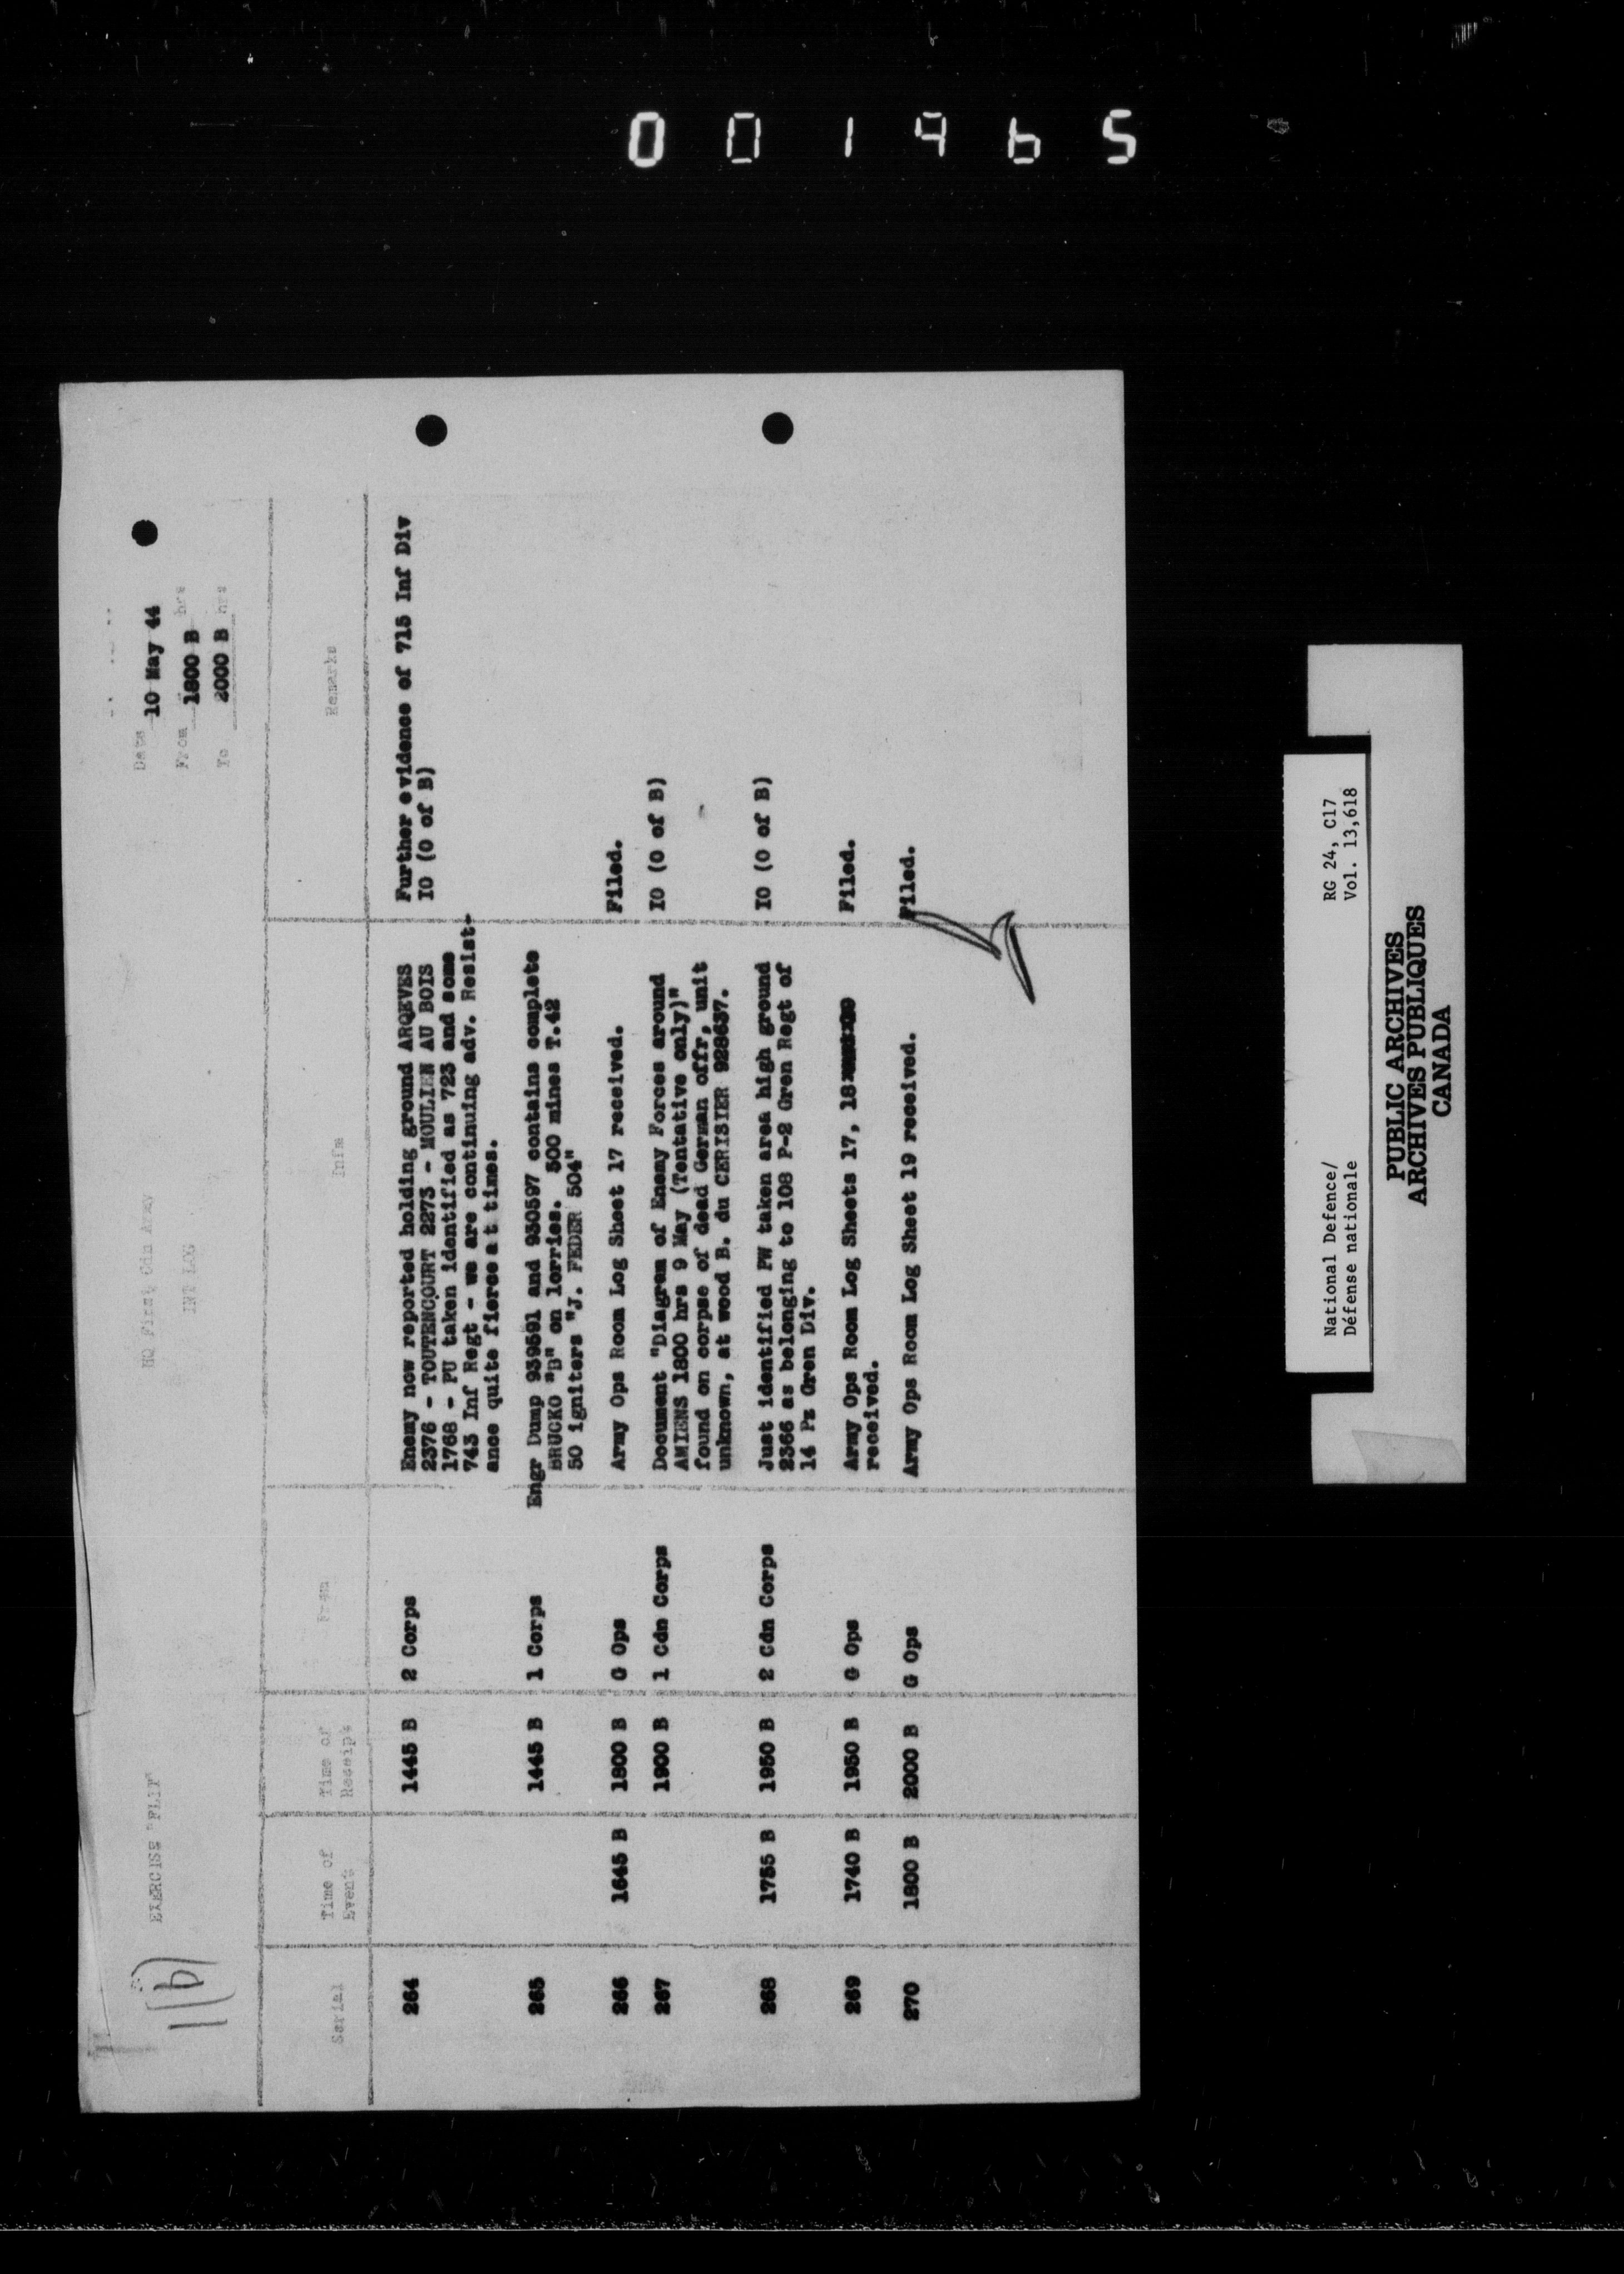 001465
EXERCISE "FLIT"
HQ First Cdn Army
INT LOG
Date 10 May 44
From 1800 B hrs
To 2000 B hrs
Serial Time of Event Time of Receipt From Infm Remarks
264 1445 B 2 Corps Enemy now reported holding ground ARQEVES Further evidence of 715 Inf Div
2376 - TOUTENCOURT 2273 - MOULIEN AU BOIS IO (O of B)
1768 - PU taken identified as 723 and some
743 Inf Regt - we are continuing adv. Resist-
ance quite fierce at times.
265 1445 B 1 Corps Engr Dump 939591 and 930597 contains complete
BRUCKO "B" on lorries. 500 mines T.42
50 igniters "J. FEDER 504"
266 1645 B 1800 B G Ops Army Ops Room Log Sheet 17 received. Filed.
267 1900 B 1 Cdn Corps Document "Diagram of Enemy Forces around IO (O of B)
AMIENS 1800 hrs 9 May (Tentative only)"
found on corpse of dead German offr, unit
unknown, at wood B. du CERISIER 928637.
268 1755 B 1950 B 2 Cdn Corps Just identified PW taken area high ground IO (O of B)
2366 as belonging to 108 P-2 Gren Regt of
14 Pz Gren Div.
269 1740 B 1950 B G Ops Army Ops Room Log Sheets 17, 18 Filed.
received.
270 1800 B 2000 B G Ops Army Ops Room Log Sheet 19 received. Filed.
National Defence/ RG 24, C17
Défense nationale Vol. 13,618
PUBLIC ARCHIVES
ARCHIVES PUBLIQUES
CANADA